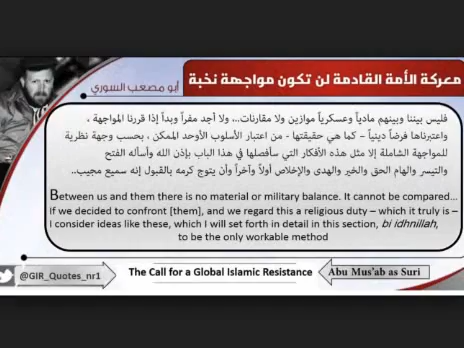 معركة الأمة القادمة لن تكون مواجهة نخبة
أبو مصعب السوري
فليس بيننا وبينهم مادياً وعسكرياً موازين ولا مقارنات... ولا أجد مفراً وبداً إذا قررنا المواجهة ،
واعتبرناها فرضاً دينياً – كما هي حقيقتها - من اعتبار الأسلوب الأوحد الممكن ، بحسب وجهة نظرية
للمواجهة الشاملة إلا مثل هذه الأفكار التي سأفصلها في هذا الباب بإذن الله وأسأله الفتح
والتيسر والهام الحق والخير والهدى والإخلاص أولاً وآخراً وأن يتوج كرمه بالقبول إنه سميع مجيب..
Between us and them there is no material or military balance. It cannot be compared...
If we decided to confront [them], and we regard this a religious duty – which it truly is –
I consider ideas like these, which I will set forth in detail in this section, bi idhnillah,
to be the only workable method
@GIR_Quotes_nr1 The Call for a Global Islamic Resistance Abu Mus'ab as Suri